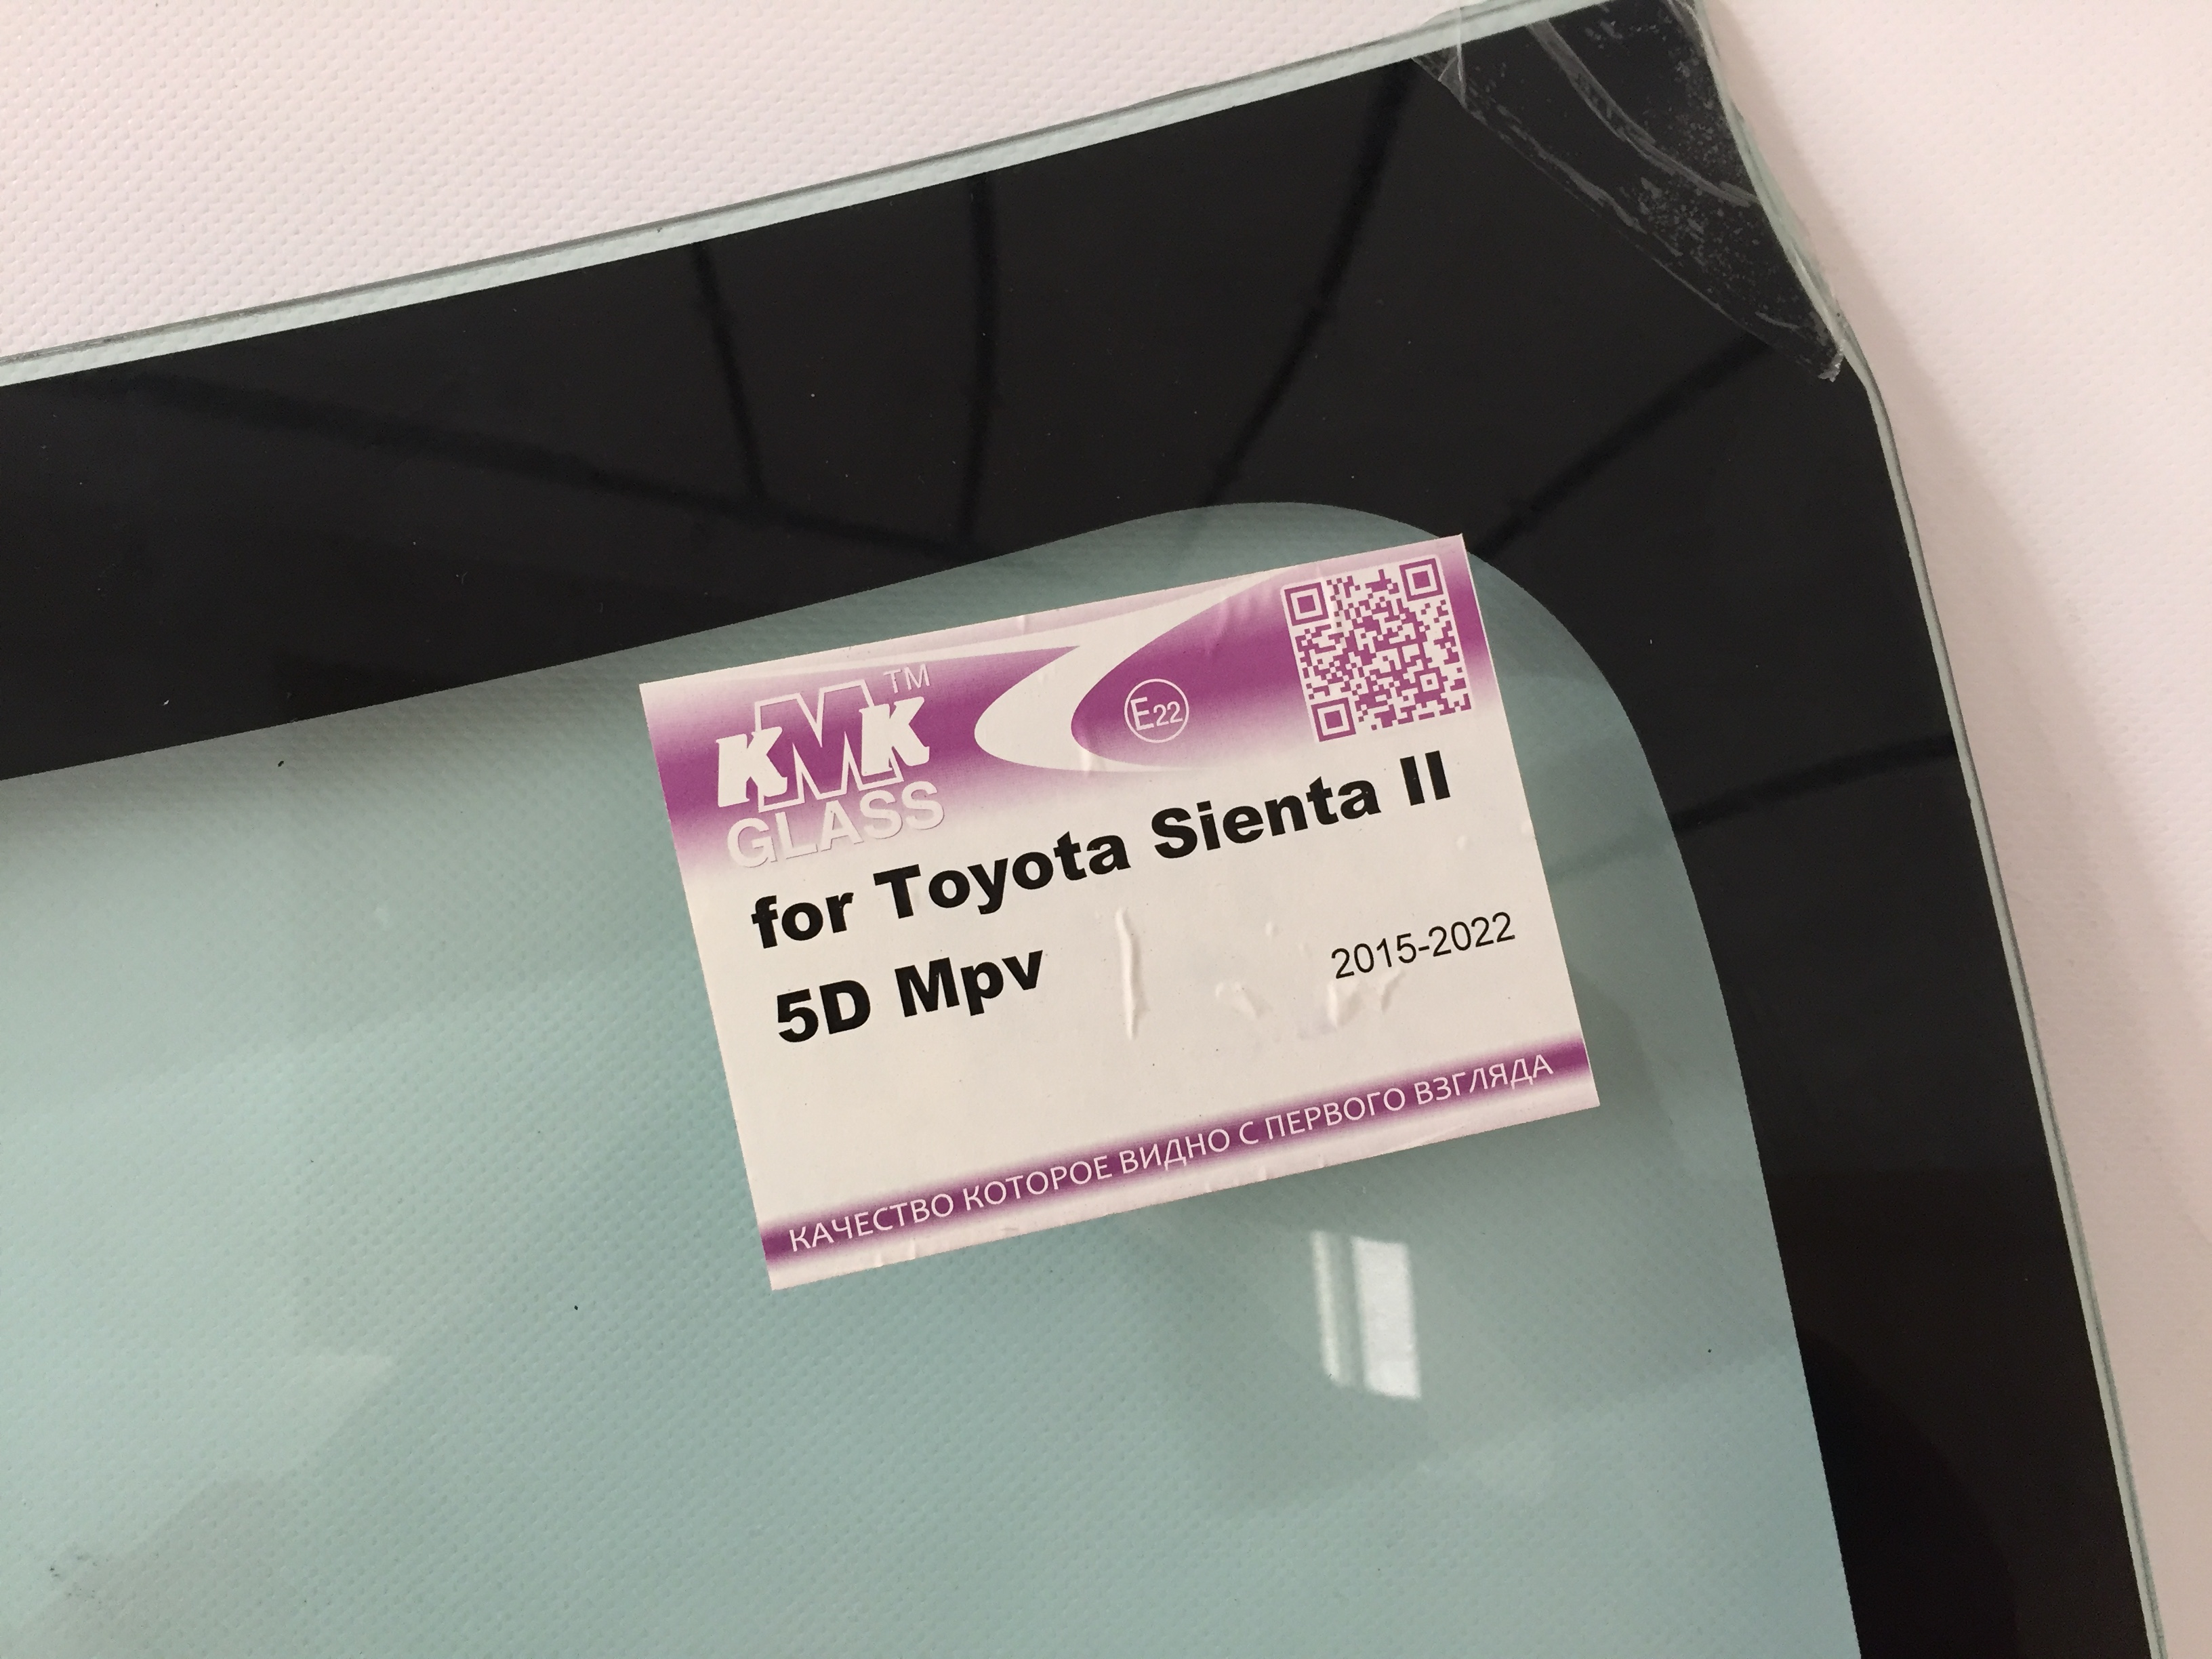 KMK™
GLASS
E22
for Toyota Sienta II
5D Mpv
2015-2022
КАЧЕСТВО КОТОРОЕ ВИДНО С ПЕРВОГО ВЗГЛЯДА